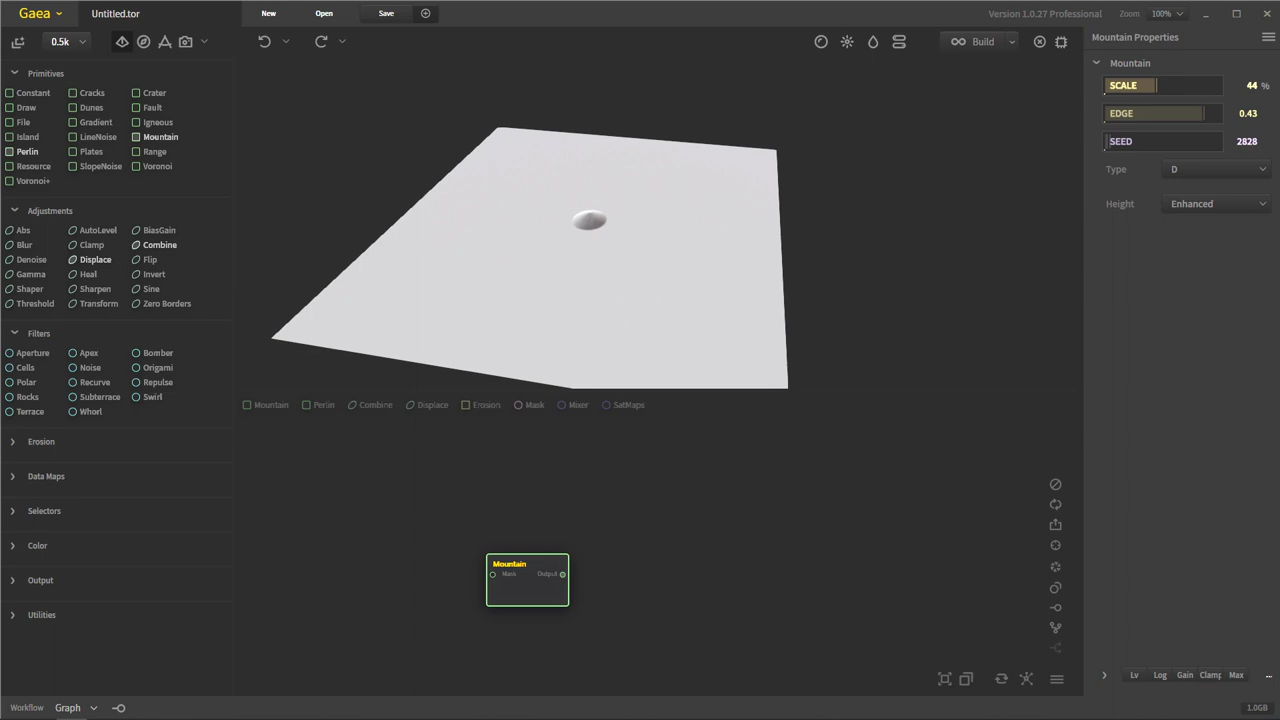 Gaea Untitled.tor New Open Save Version 1.0.27 Professional Zoom 100%
0.5k Build Mountain Properties
Primitives
Constant Cracks Crater
Draw Dunes Fault
File Gradient Igneous
Island LineNoise Mountain
Perlin Plates Range
Resource SlopeNoise Voronoi
Voronoi+
Adjustments
Abs AutoLevel BiasGain
Blur Clamp Combine
Denoise Displace Flip
Gamma Heal Invert
Shaper Sharpen Sine
Threshold Transform Zero Borders
Filters
Aperture Apex Bomber
Cells Noise Origami
Polar Recurve Repulse
Rocks Subterrace Swirl
Terrace Whorl
Erosion
Data Maps
Selectors
Color
Output
Utilities
Mountain Perlin Combine Displace Erosion Mask Mixer SatMaps
Mountain
Mask Output
Mountain
SCALE 44 %
EDGE 0.43
SEED 2828
Type D
Height Enhanced
Lv Log Gain Clamp Max ...
Workflow Graph 1.0GB